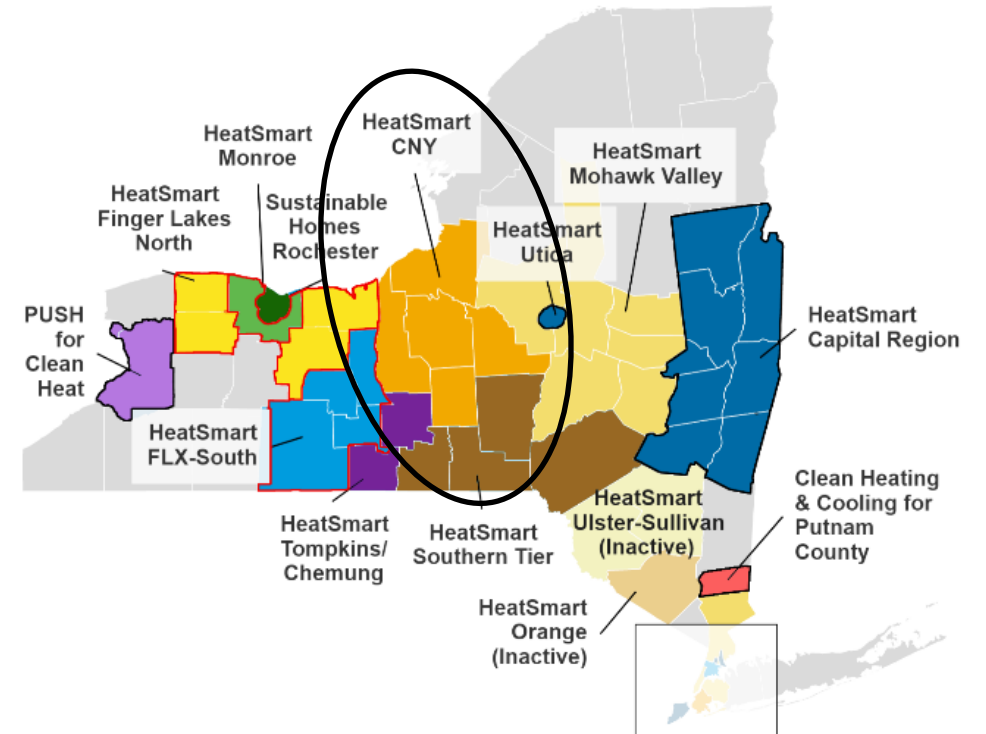 HeatSmart
CNY
HeatSmart
Monroe
HeatSmart
Mohawk Valley
HeatSmart
Finger Lakes
North
Sustainable
Homes
Rochester
HeatSmart
Utica
PUSH
for
Clean
Heat
HeatSmart
Capital Region
HeatSmart
FLX-South
Clean Heating
& Cooling for
Putnam
County
HeatSmart
Ulster-Sullivan
(Inactive)
HeatSmart
Tompkins/
Chemung
HeatSmart
Southern Tier
HeatSmart
Orange
(Inactive)